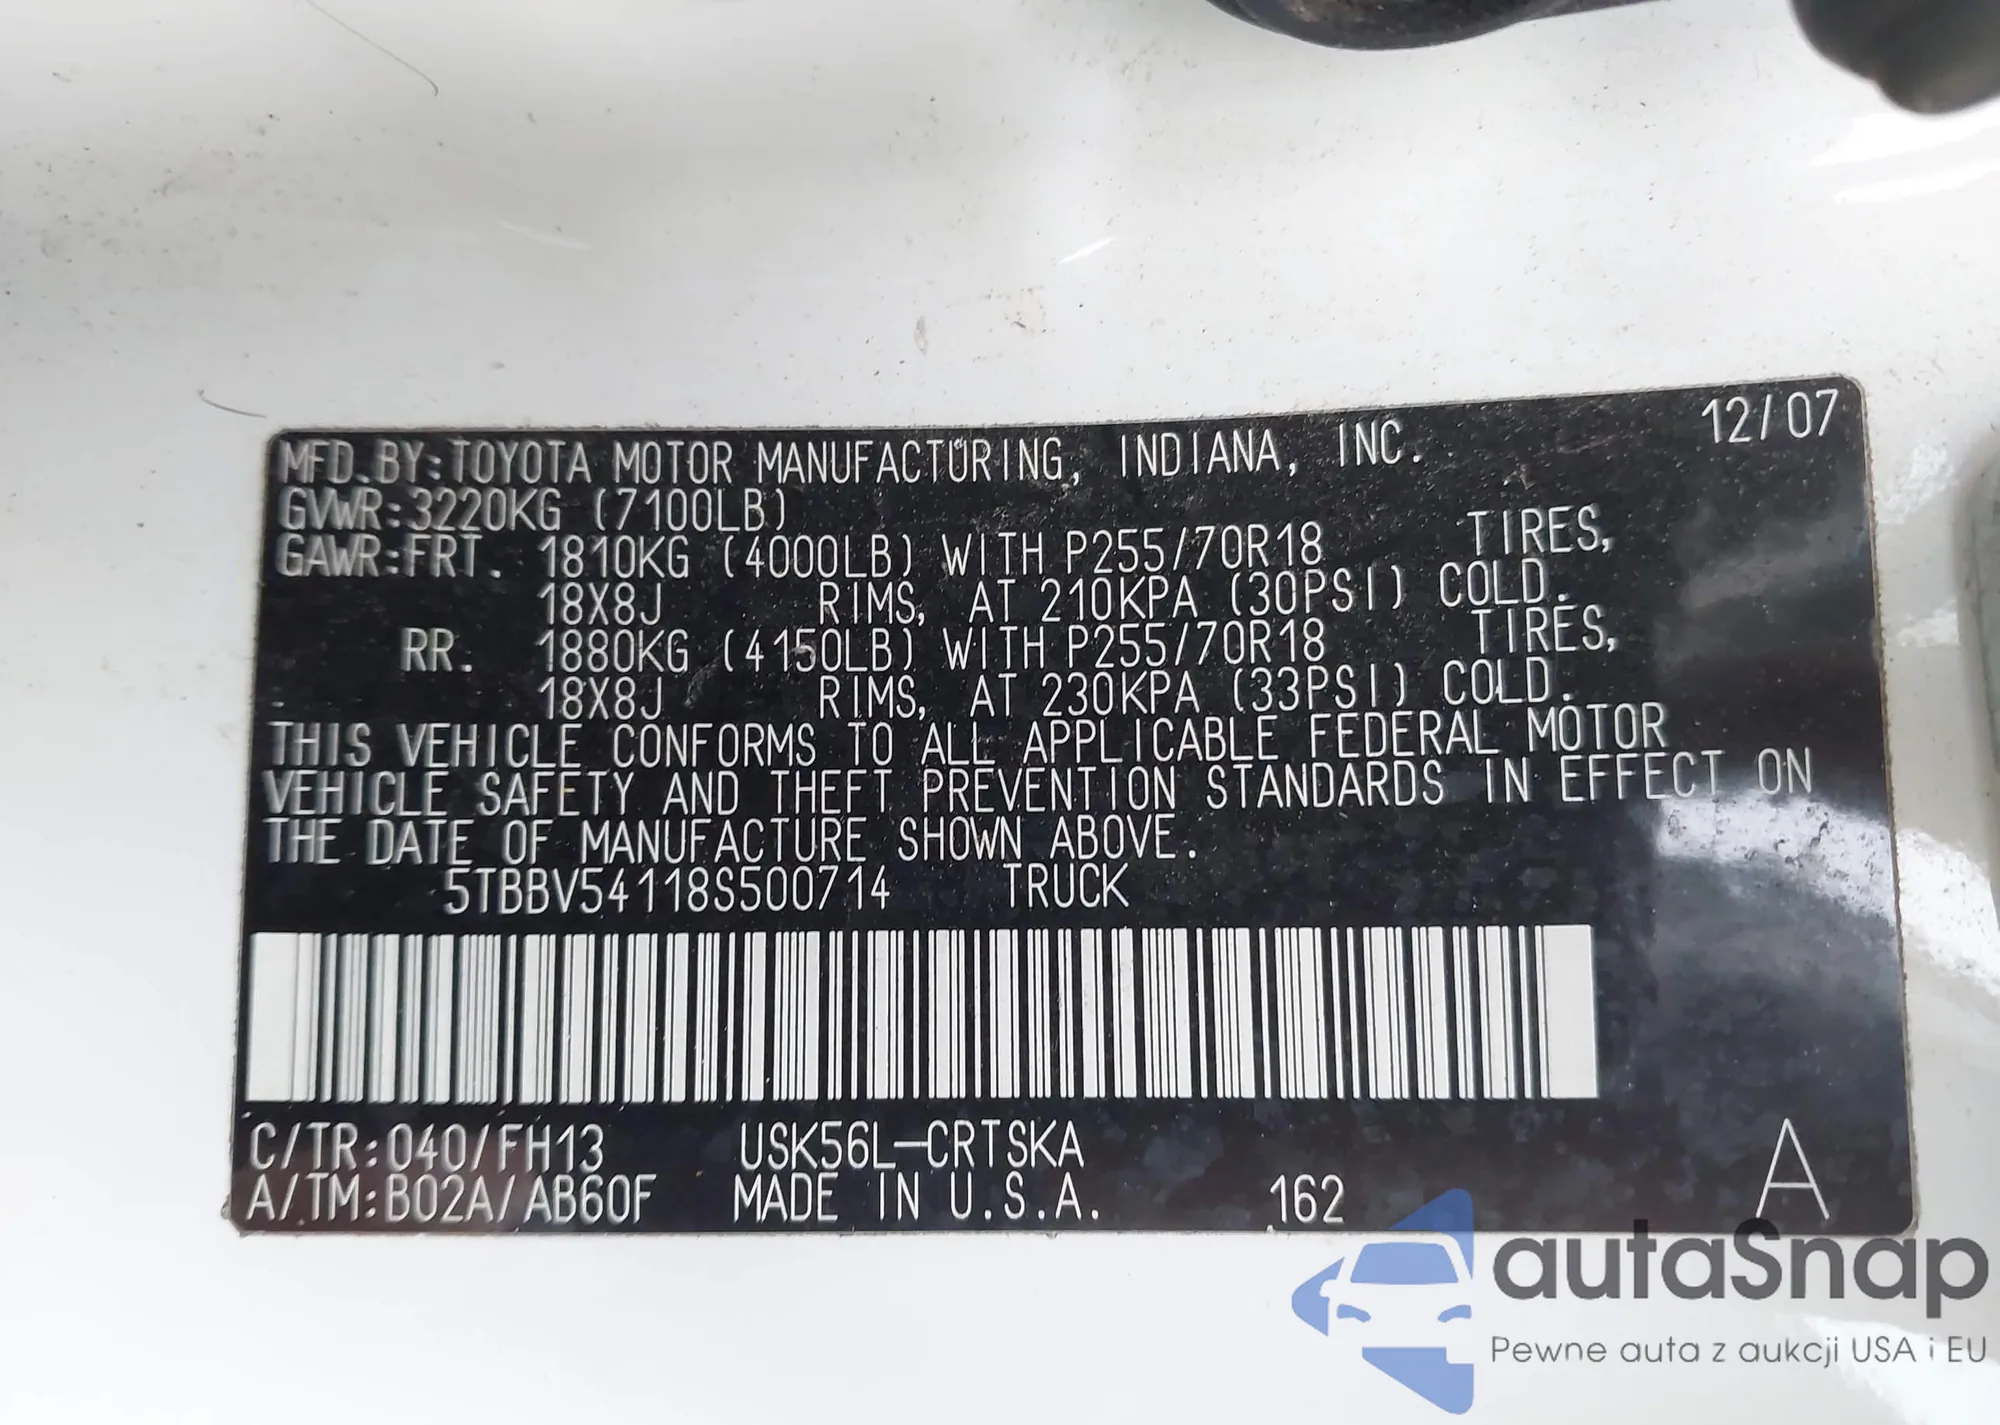 12/07
MFD.BY:TOYOTA MOTOR MANUFACTURING, INDIANA, INC.
GVWR:3220KG (7100LB)
GAWR:FRT. 1810KG (4000LB) WITH P255/70R18 TIRES,
18X8J RIMS, AT 210KPA (30PSI) COLD.
RR. 1880KG (4150LB) WITH P255/70R18 TIRES,
18X8J RIMS, AT 230KPA (33PSI) COLD.
THIS VEHICLE CONFORMS TO ALL APPLICABLE FEDERAL MOTOR
VEHICLE SAFETY AND THEFT PREVENTION STANDARDS IN EFFECT ON
THE DATE OF MANUFACTURE SHOWN ABOVE.
5TBBV54118S500714 TRUCK
C/TR:040/FH13 USK56L-CRTSKA
A/TM:B02A/AB60F MADE IN U.S.A. 162 A
autaSnap
Pewne auta z aukcji USA i EU